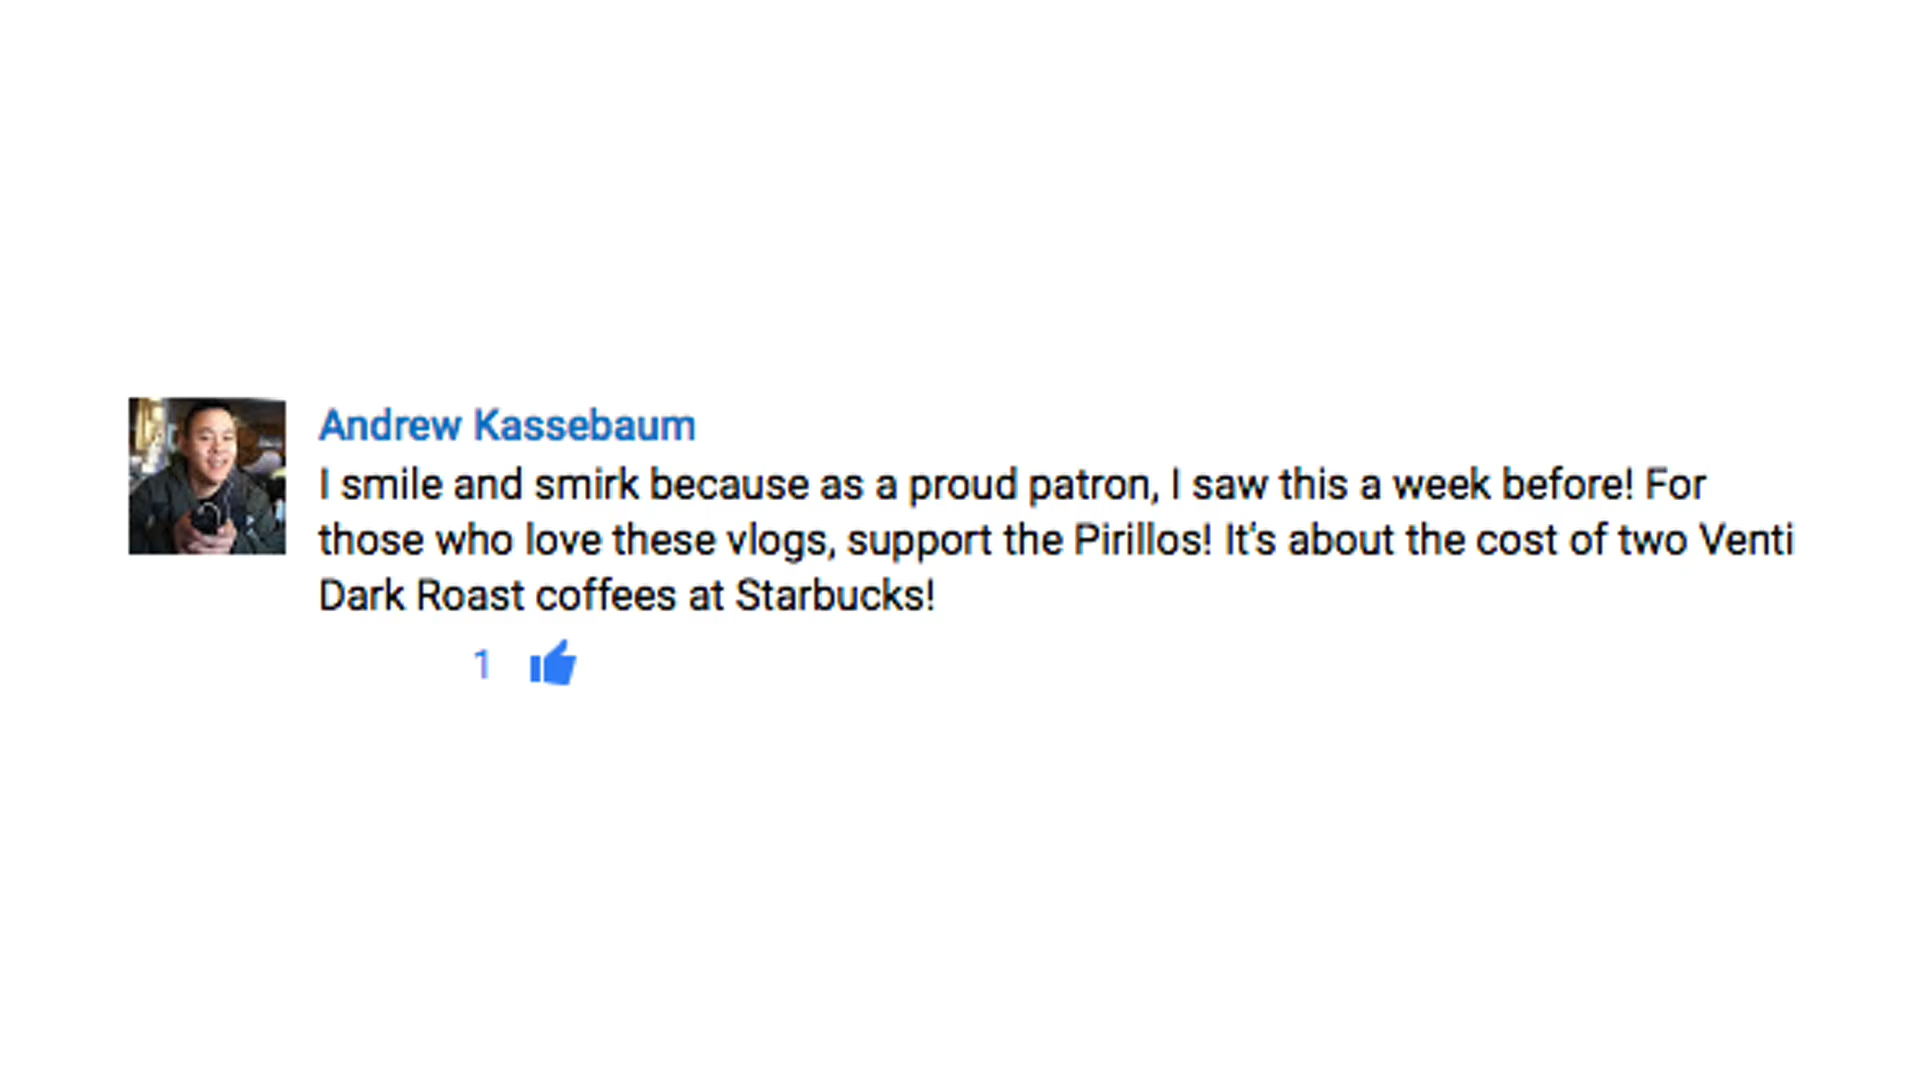 Andrew Kassebaum
I smile and smirk because as a proud patron, I saw this a week before! For
those who love these vlogs, support the Pirillos! It's about the cost of two Venti
Dark Roast coffees at Starbucks!
1